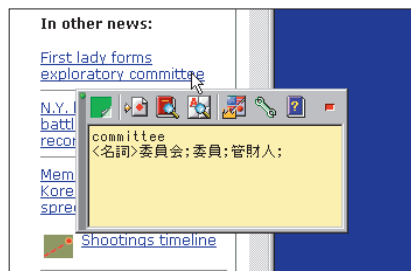 In other news:
First lady forms
exploratory committee
N.Y.
battl
recor
committee
<名詞>委員会;委員;管財人;
Mem
Kore
spre
Shootings timeline